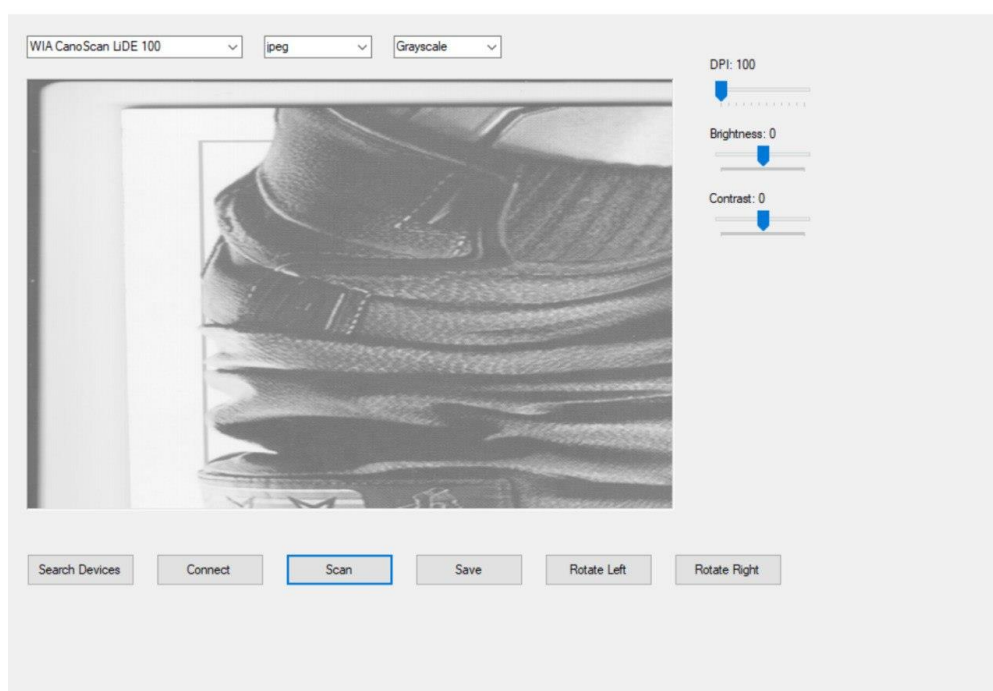 WIA CanoScan LiDE 100
jpeg
Grayscale
DPI: 100
Brightness: 0
Contrast: 0
Search Devices
Connect
Scan
Save
Rotate Left
Rotate Right